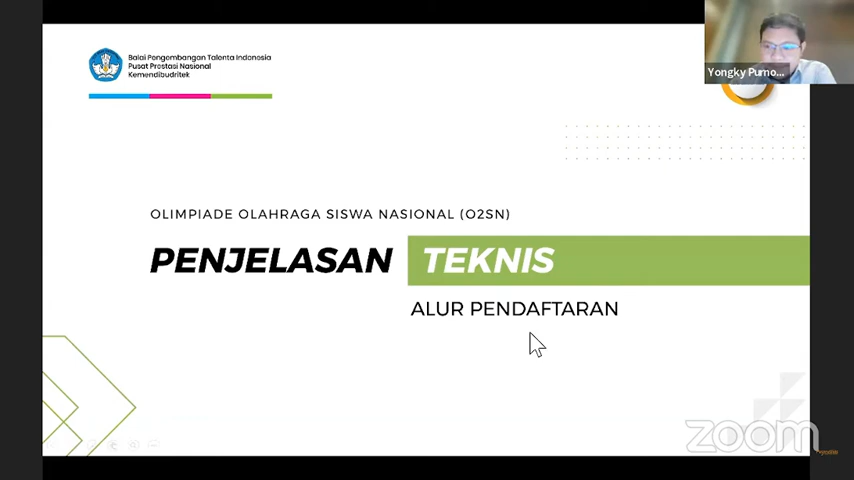 Balai Pengembangan Talenta Indonesia
Pusat Prestasi Nasional
Kemendibudritek
Yongky Purno...
OLIMPIADE OLAHRAGA SISWA NASIONAL (O2SN)
PENJELASAN TEKNIS
ALUR PENDAFTARAN
zoom